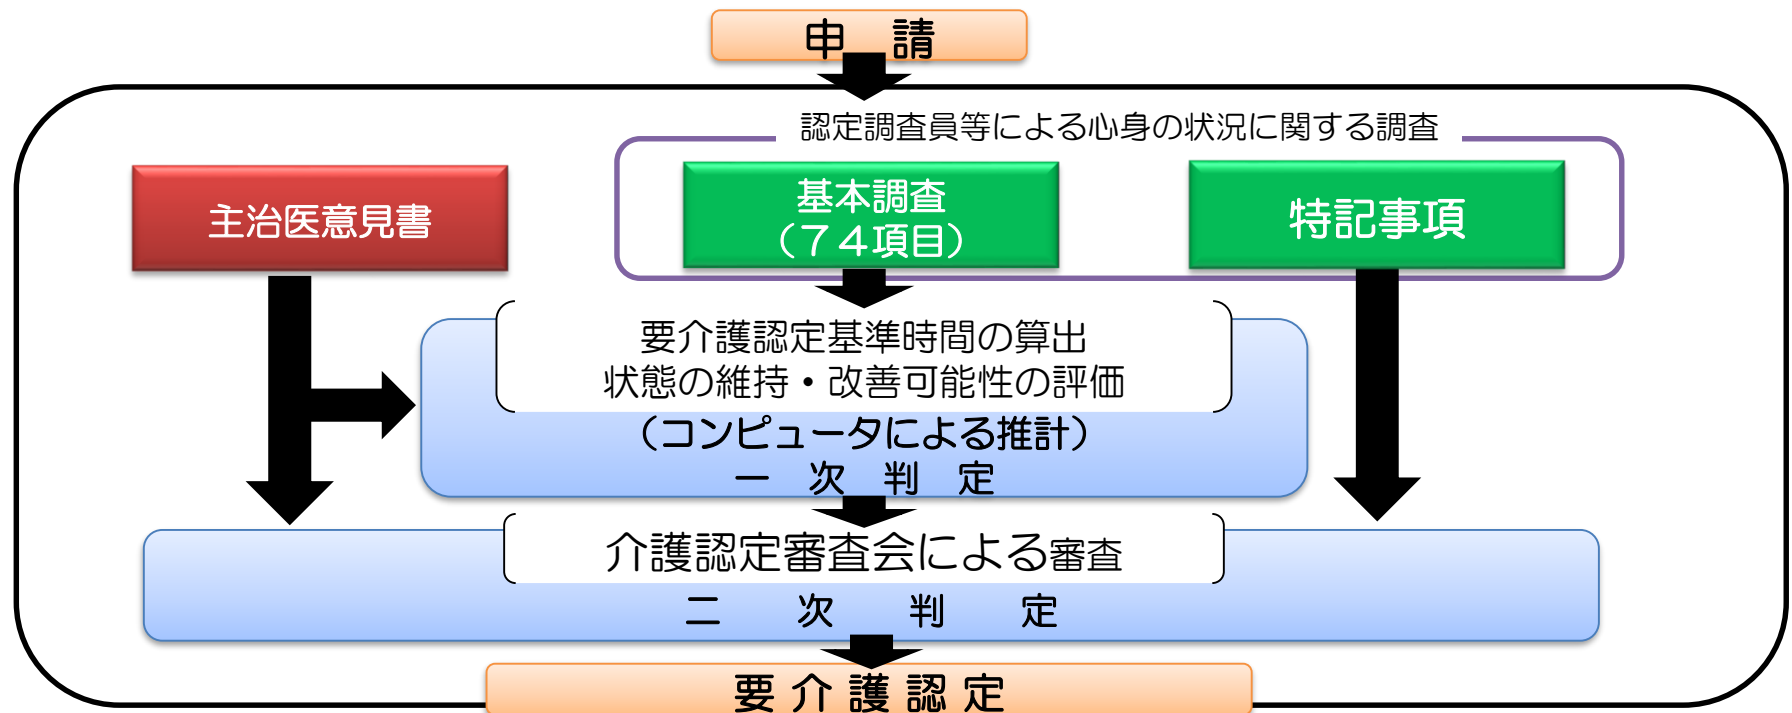 申　請
認定調査員等による心身の状況に関する調査
主治医意見書
基本調査
（７４項目）
特記事項
要介護認定基準時間の算出
状態の維持・改善可能性の評価
（コンピュータによる推計）
一　次　判　定
介護認定審査会による審査
二　次　判　定
要 介 護 認 定